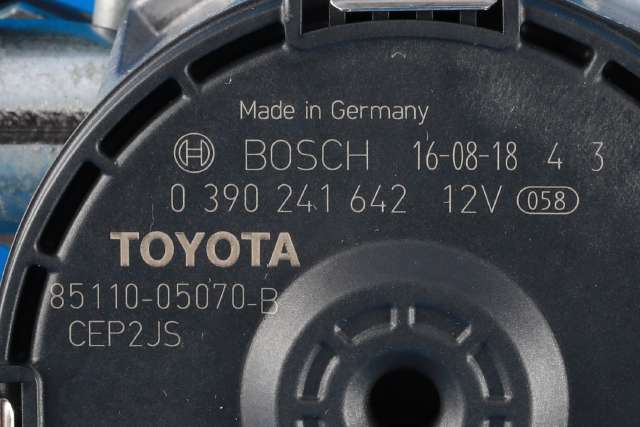 Made in Germany
BOSCH 16-08-18 4 3
0 390 241 642 12V 058
TOYOTA
85110-05070-B
CEP2JS